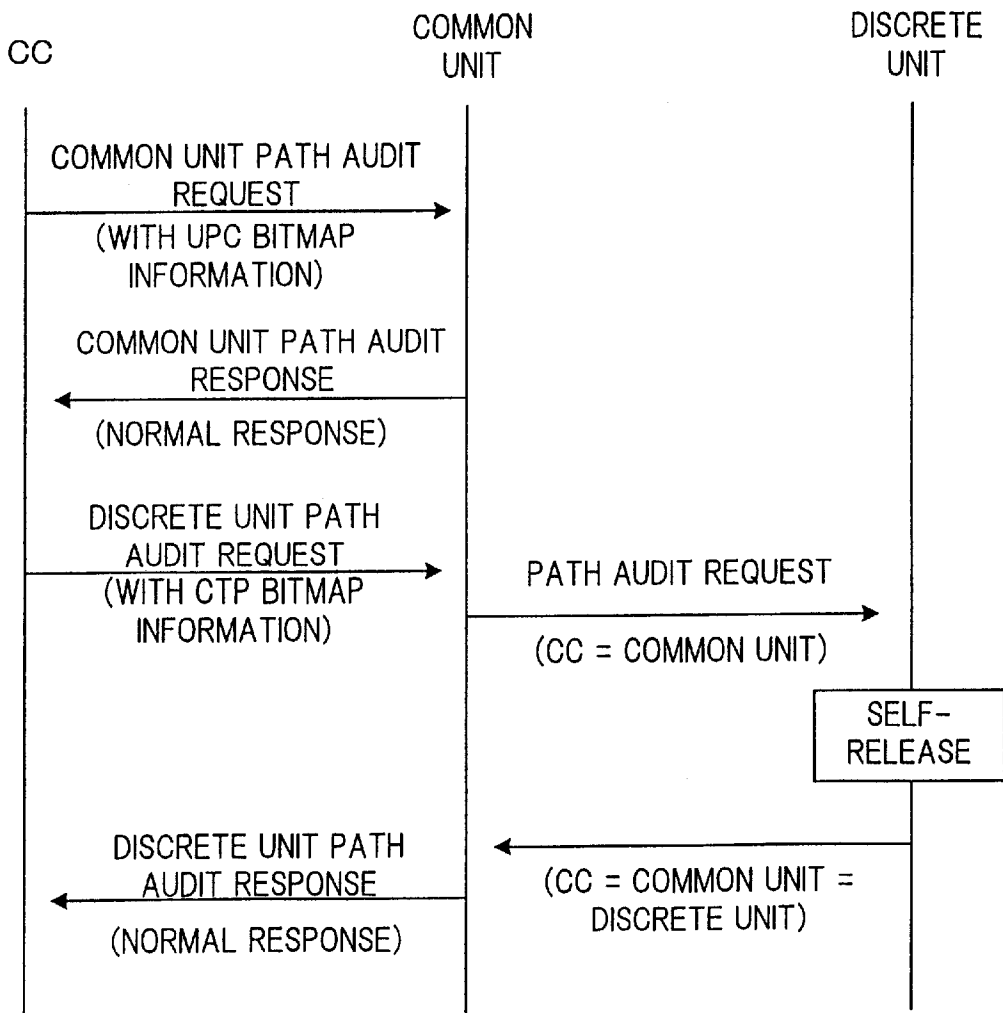 CC
COMMON
UNIT
DISCRETE
UNIT
COMMON UNIT PATH AUDIT
REQUEST
(WITH UPC BITMAP
INFORMATION)
COMMON UNIT PATH AUDIT
RESPONSE
(NORMAL RESPONSE)
DISCRETE UNIT PATH
AUDIT REQUEST
(WITH CTP BITMAP
INFORMATION)
PATH AUDIT REQUEST
(CC = COMMON UNIT)
SELF-
RELEASE
DISCRETE UNIT PATH
AUDIT RESPONSE
(NORMAL RESPONSE)
(CC = COMMON UNIT =
DISCRETE UNIT)